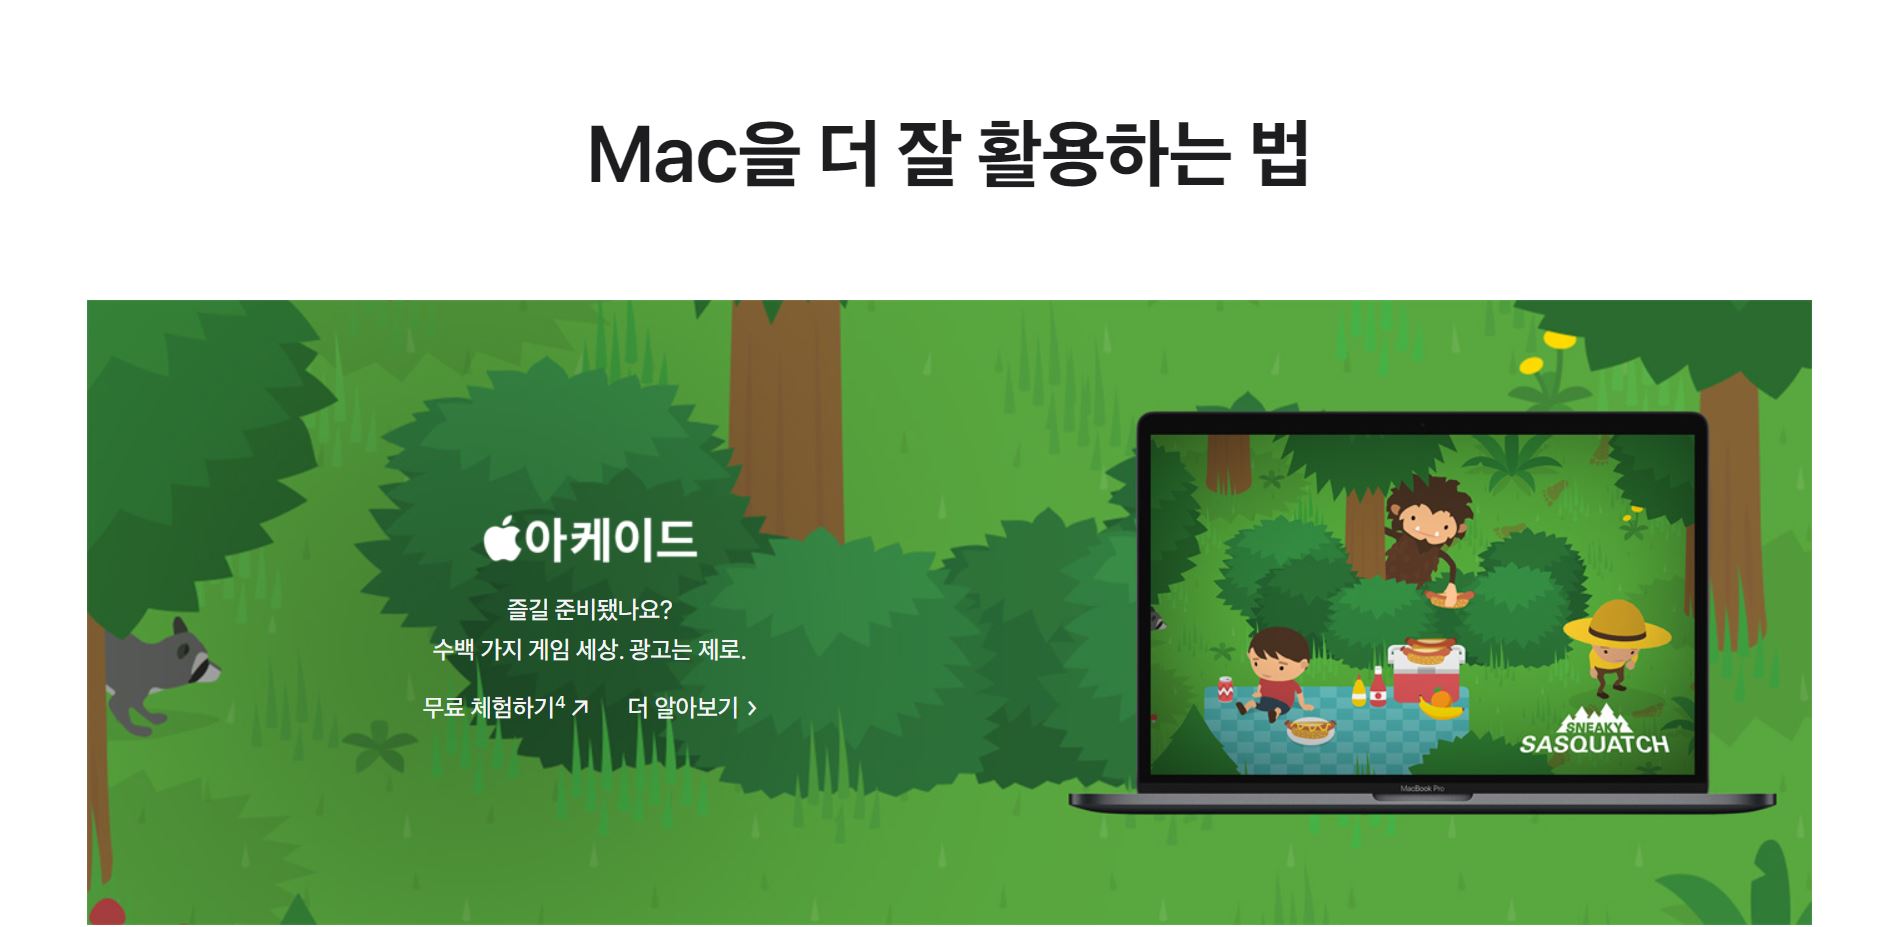 Mac을 더 잘 활용하는 법
아케이드
즐길 준비됐나요?
수백 가지 게임 세상. 광고는 제로.
무료 체험하기4 더 알아보기
SNEAKY
SASQUATCH
MacBook Pro